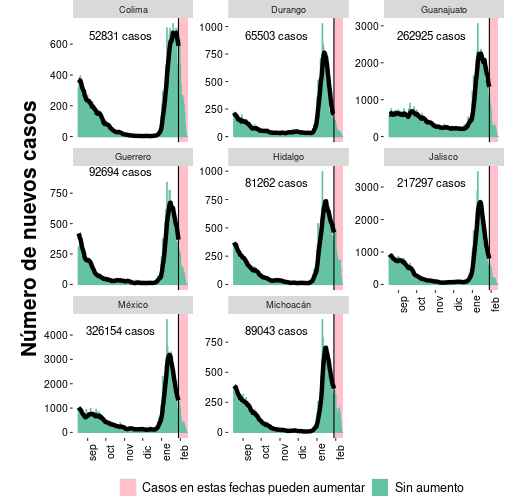 Número de nuevos casos
Colima
52831 casos
600
400
200
0
Durango
65503 casos
1000
750
500
250
0
Guanajuato
262925 casos
3000
2000
1000
0
Guerrero
92694 casos
750
500
250
0
Hidalgo
81262 casos
1000
750
500
250
0
Jalisco
217297 casos
3000
2000
1000
0
sep oct nov dic ene feb
México
326154 casos
4000
3000
2000
1000
0
sep oct nov dic ene feb
Michoacán
89043 casos
750
500
250
0
sep oct nov dic ene feb
Casos en estas fechas pueden aumentar Sin aumento